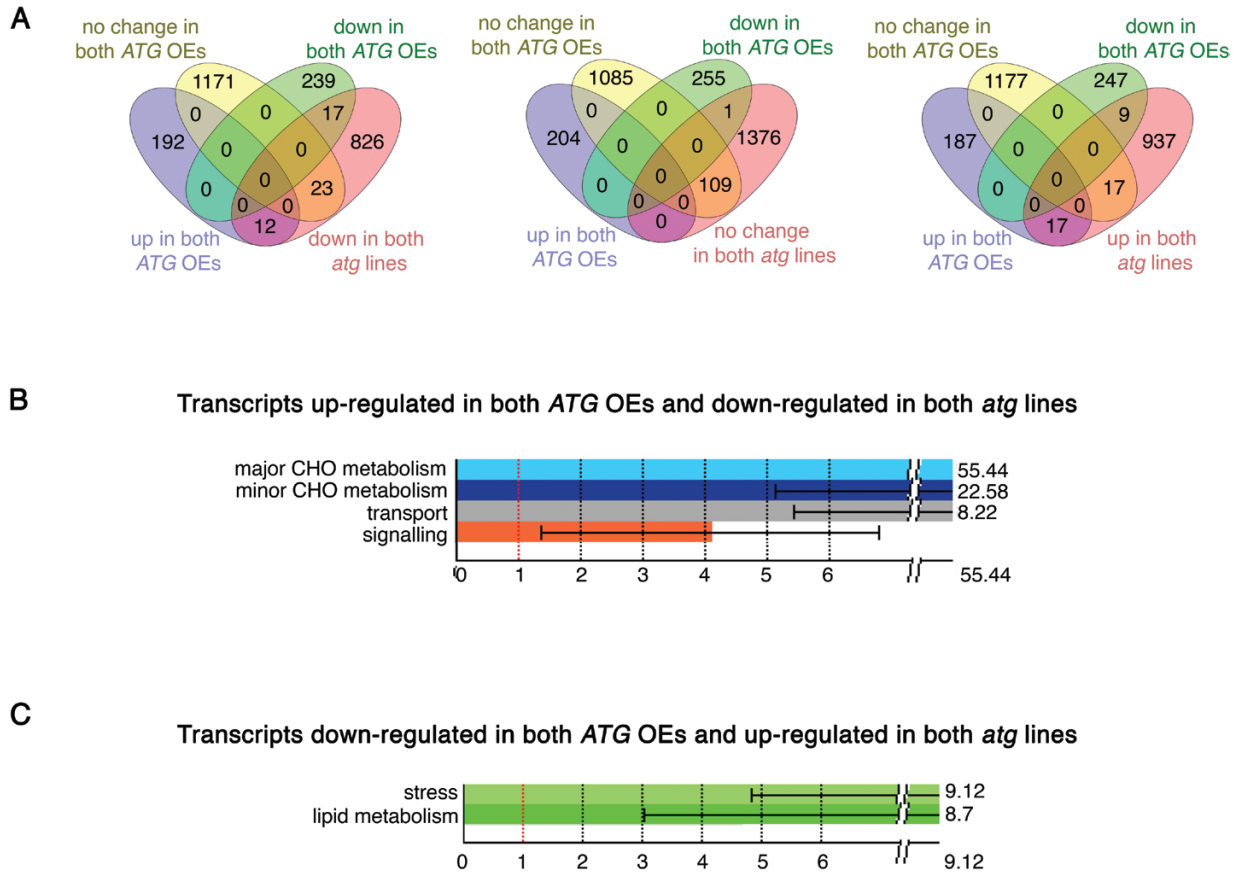 A
no change in
both ATG OEs
down in
both ATG OEs
1171
239
0
0
17
192
826
0
0
0
0
23
0
0
12
up in both
ATG OEs
down in both
atg lines
no change in
both ATG OEs
down in
both ATG OEs
1085
255
0
0
1
204
1376
0
0
0
0
109
0
0
0
up in both
ATG OEs
no change
in both atg lines
no change in
both ATG OEs
down in
both ATG OEs
1177
247
0
0
9
187
937
0
0
0
0
17
0
0
17
up in both
ATG OEs
up in both
atg lines
B
Transcripts up-regulated in both ATG OEs and down-regulated in both atg lines
major CHO metabolism 55.44
minor CHO metabolism 22.58
transport 8.22
signalling
0 1 2 3 4 5 6 55.44
C
Transcripts down-regulated in both ATG OEs and up-regulated in both atg lines
stress 9.12
lipid metabolism 8.7
0 1 2 3 4 5 6 9.12